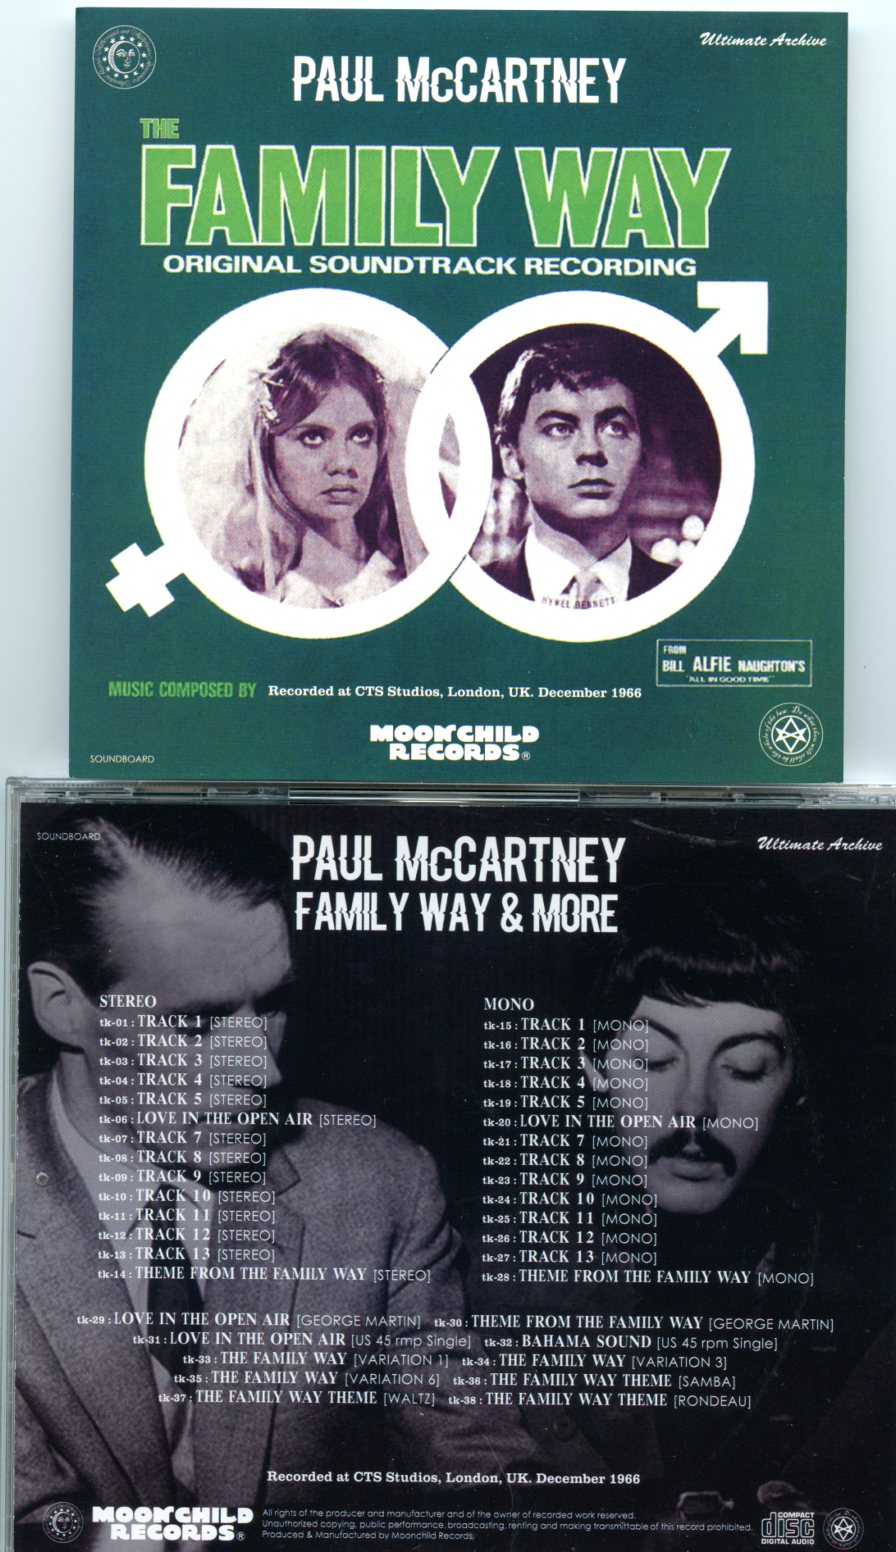 Ultimate Archive
PAUL McCARTNEY
THE
FAMILY WAY
ORIGINAL SOUNDTRACK RECORDING
HYWEL BENNETT
FROM
BILL ALFIE NAUGHTON'S
"ALL IN GOOD TIME"
MUSIC COMPOSED BY Recorded at CTS Studios, London, UK. December 1966
MOONCHILD
RECORDS®
SOUNDBOARD
SOUNDBOARD
Ultimate Archive
PAUL McCARTNEY
FAMILY WAY & MORE
STEREO
tk-01 : TRACK 1 [STEREO]
tk-02 : TRACK 2 [STEREO]
tk-03 : TRACK 3 [STEREO]
tk-04 : TRACK 4 [STEREO]
tk-05 : TRACK 5 [STEREO]
tk-06 : LOVE IN THE OPEN AIR [STEREO]
tk-07 : TRACK 7 [STEREO]
tk-08 : TRACK 8 [STEREO]
tk-09 : TRACK 9 [STEREO]
tk-10 : TRACK 10 [STEREO]
tk-11 : TRACK 11 [STEREO]
tk-12 : TRACK 12 [STEREO]
tk-13 : TRACK 13 [STEREO]
tk-14 : THEME FROM THE FAMILY WAY [STEREO]
MONO
tk-15 : TRACK 1 [MONO]
tk-16 : TRACK 2 [MONO]
tk-17 : TRACK 3 [MONO]
tk-18 : TRACK 4 [MONO]
tk-19 : TRACK 5 [MONO]
tk-20 : LOVE IN THE OPEN AIR [MONO]
tk-21 : TRACK 7 [MONO]
tk-22 : TRACK 8 [MONO]
tk-23 : TRACK 9 [MONO]
tk-24 : TRACK 10 [MONO]
tk-25 : TRACK 11 [MONO]
tk-26 : TRACK 12 [MONO]
tk-27 : TRACK 13 [MONO]
tk-28 : THEME FROM THE FAMILY WAY [MONO]
tk-29 : LOVE IN THE OPEN AIR [GEORGE MARTIN] tk-30 : THEME FROM THE FAMILY WAY [GEORGE MARTIN]
tk-31 : LOVE IN THE OPEN AIR [US 45 rmp Single] tk-32 : BAHAMA SOUND [US 45 rpm Single]
tk-33 : THE FAMILY WAY [VARIATION 1] tk-34 : THE FAMILY WAY [VARIATION 3]
tk-35 : THE FAMILY WAY [VARIATION 6] tk-36 : THE FAMILY WAY THEME [SAMBA]
tk-37 : THE FAMILY WAY THEME [WALTZ] tk-38 : THE FAMILY WAY THEME [RONDEAU]
Recorded at CTS Studios, London, UK. December 1966
MOONCHILD
RECORDS®
All rights of the producer and manufacturer and of the owner of recorded work reserved.
Unauthorized copying, public performance, broadcasting, renting and making transmittable of this record prohibited.
Produced & Manufactured by Moonchild Records.
COMPACT
disc
DIGITAL AUDIO